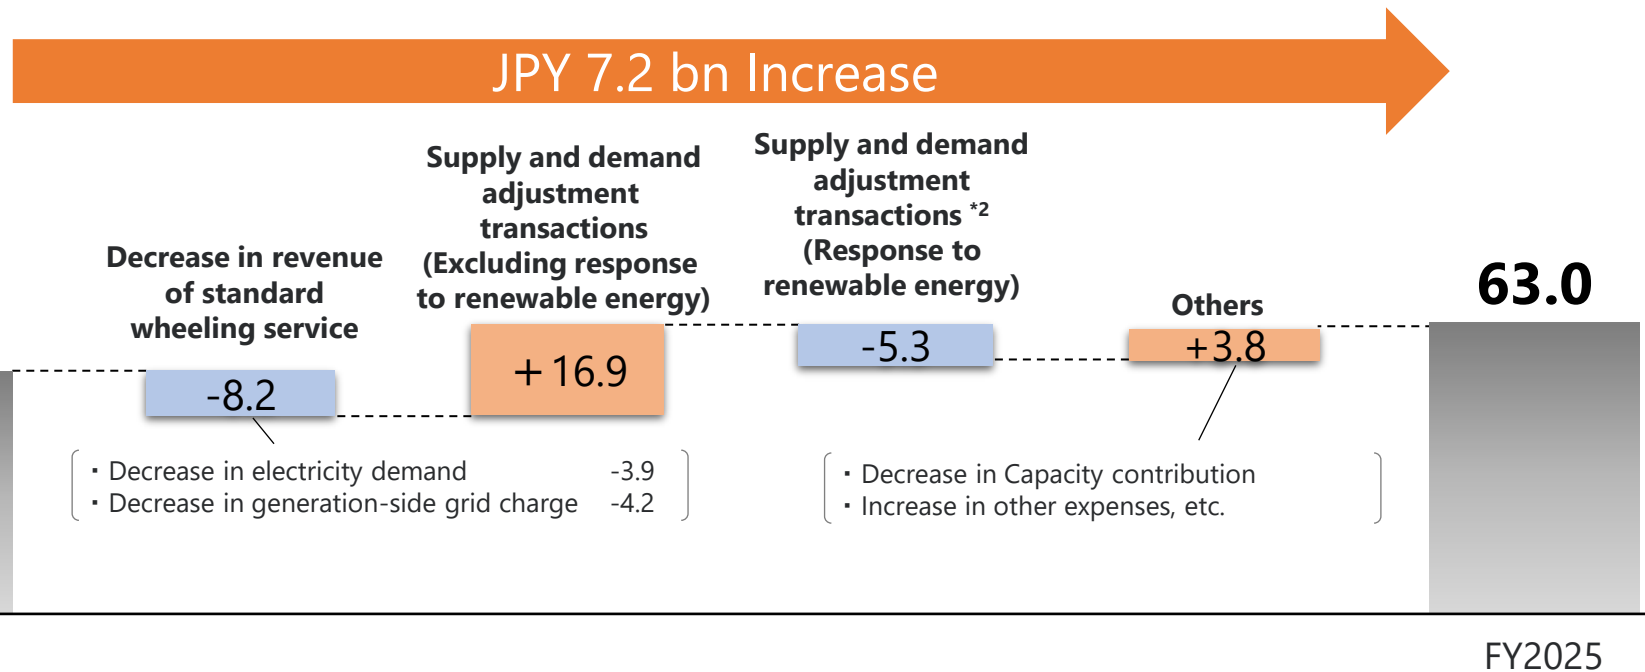 JPY 7.2 bn Increase
Decrease in revenue
of standard
wheeling service
-8.2
Supply and demand
adjustment
transactions
(Excluding response
to renewable energy)
+16.9
Supply and demand
adjustment
transactions *2
(Response to
renewable energy)
-5.3
Others
+3.8
63.0
・Decrease in electricity demand -3.9
・Decrease in generation-side grid charge -4.2
・Decrease in Capacity contribution
・Increase in other expenses, etc.
FY2025